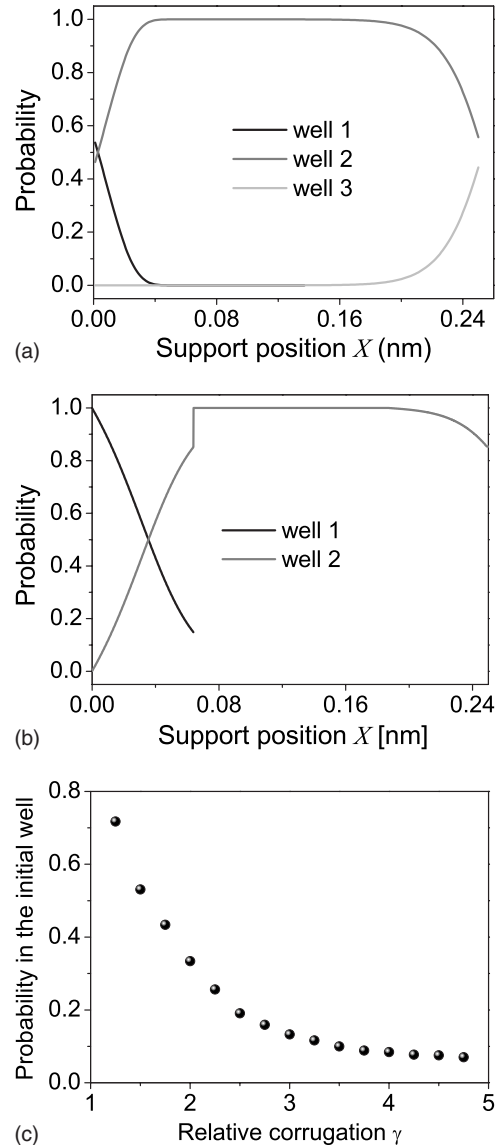 1.0
0.8
0.6
0.4
0.2
0.0
Probability
well 1
well 2
well 3
0.00 0.08 0.16 0.24
Support position X (nm)
(a)
1.0
0.8
0.6
0.4
0.2
0.0
Probability
well 1
well 2
0.00 0.08 0.16 0.24
Support position X [nm]
(b)
0.8
0.6
0.4
0.2
0.0
Probability in the initial well
1 2 3 4 5
Relative corrugation γ
(c)